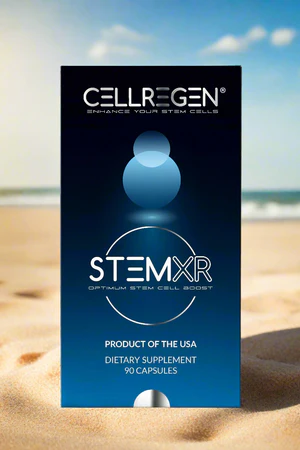 CELLREGEN®
ENHANCE YOUR STEM CELLS
STEMXR
OPTIMUM STEM CELL BOOST
PRODUCT OF THE USA
DIETARY SUPPLEMENT
90 CAPSULES